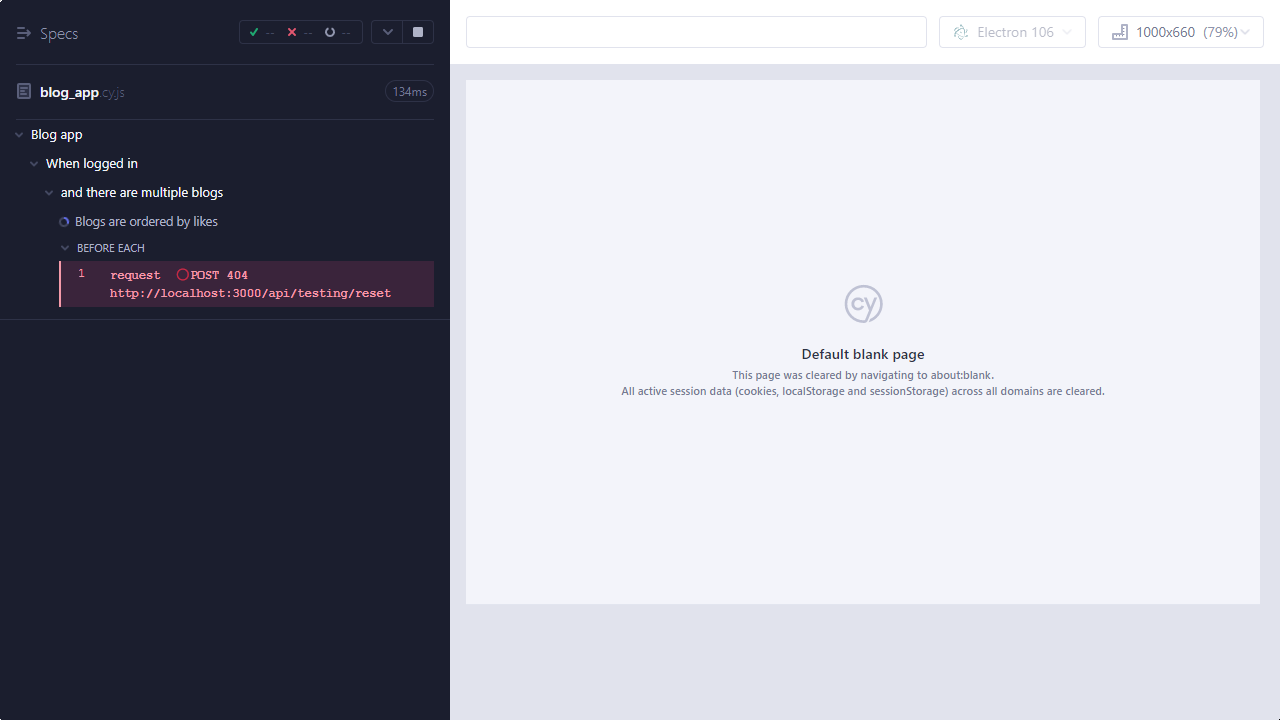 Specs
-- -- --
blog_app.cy.js
134ms
Blog app
When logged in
and there are multiple blogs
Blogs are ordered by likes
BEFORE EACH
1 request POST 404
http://localhost:3000/api/testing/reset
Electron 106
1000x660 (79%)
cy
Default blank page
This page was cleared by navigating to about:blank.
All active session data (cookies, localStorage and sessionStorage) across all domains are cleared.